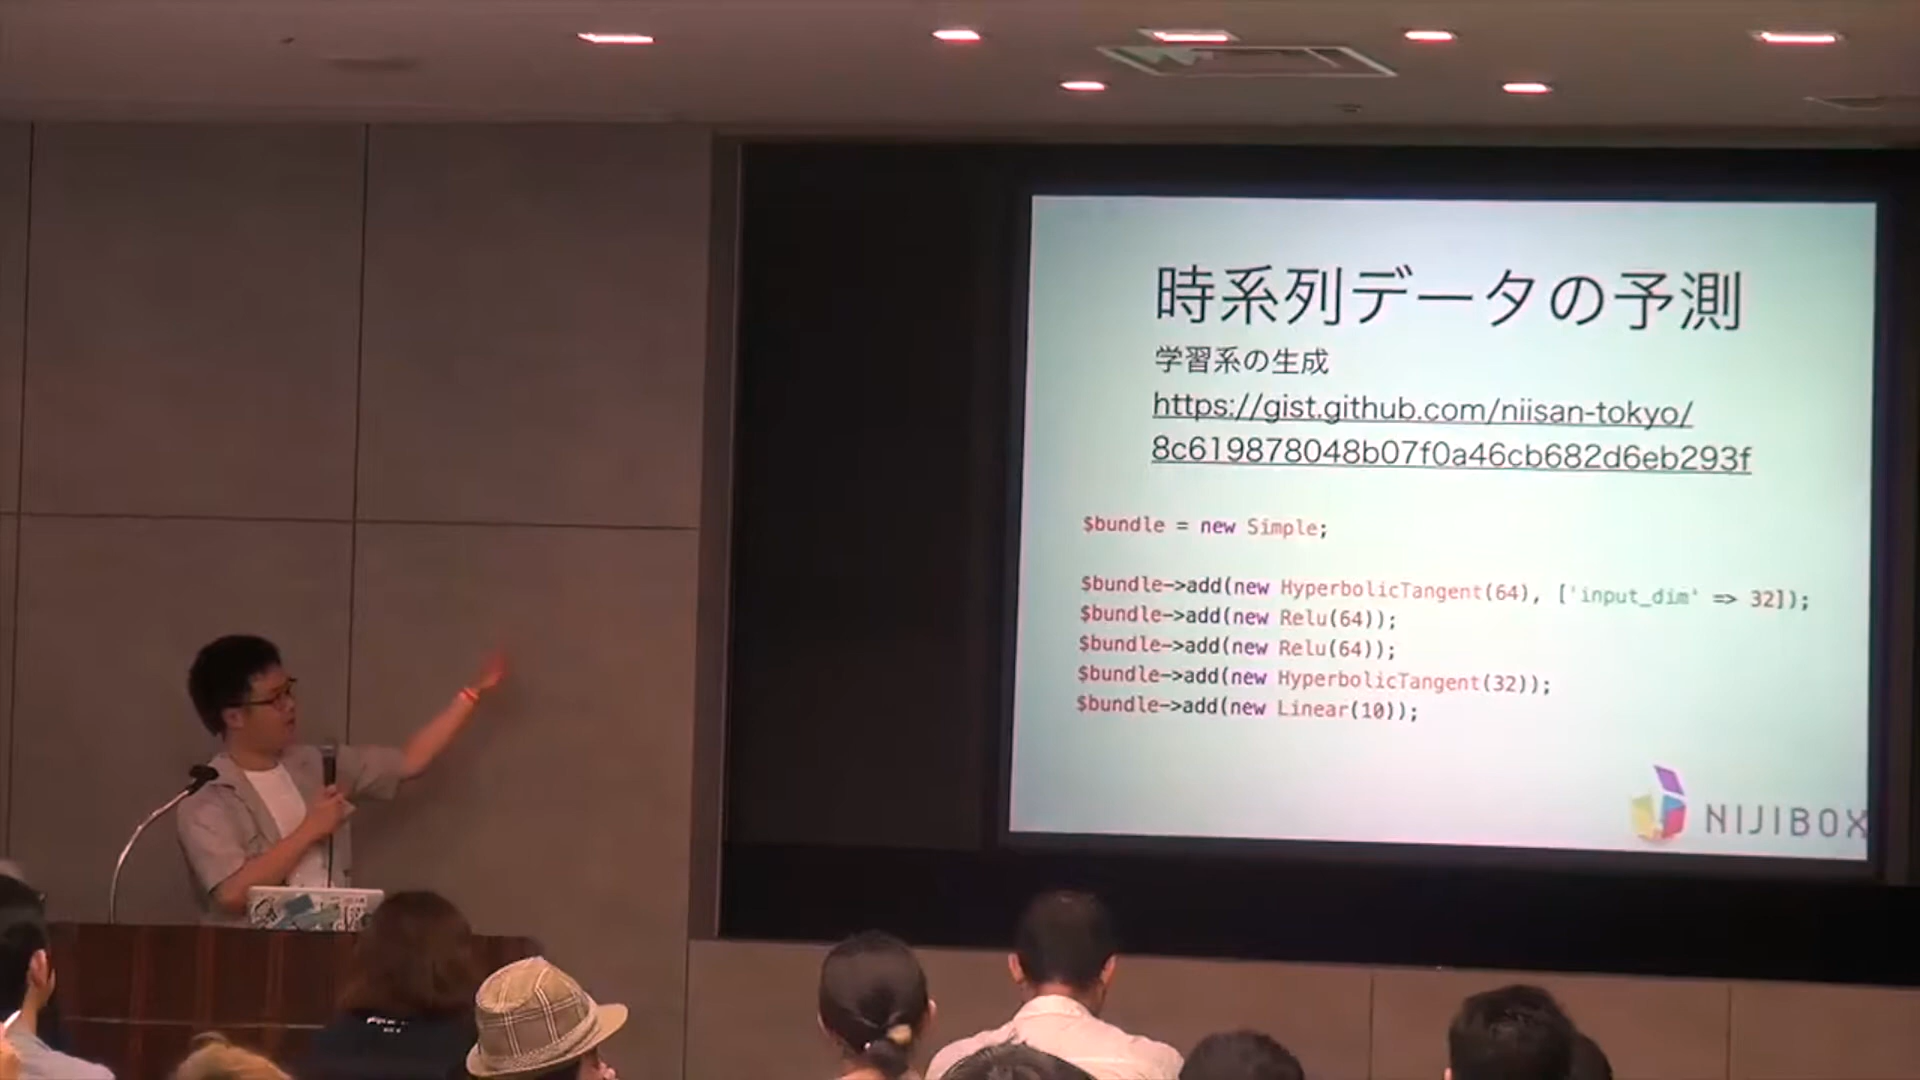 時系列データの予測
学習系の生成
https://gist.github.com/niisan-tokyo/
8c619878048b07f0a46cb682d6eb293f
$bundle = new Simple;
$bundle->add(new HyperbolicTangent(64), ['input_dim' => 32]);
$bundle->add(new Relu(64));
$bundle->add(new Relu(64));
$bundle->add(new HyperbolicTangent(32));
$bundle->add(new Linear(10));
NIJIBOX